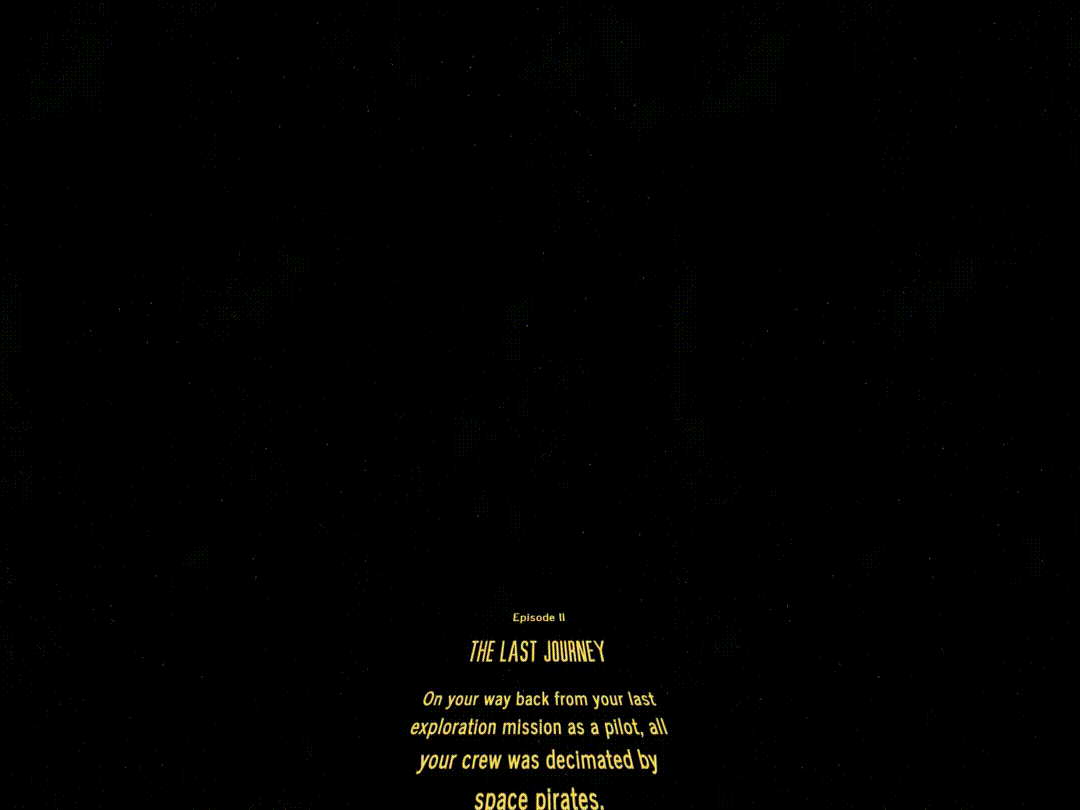 Episode II
THE LAST JOURNEY
On your way back from your last
exploration mission as a pilot, all
your crew was decimated by
space pirates.